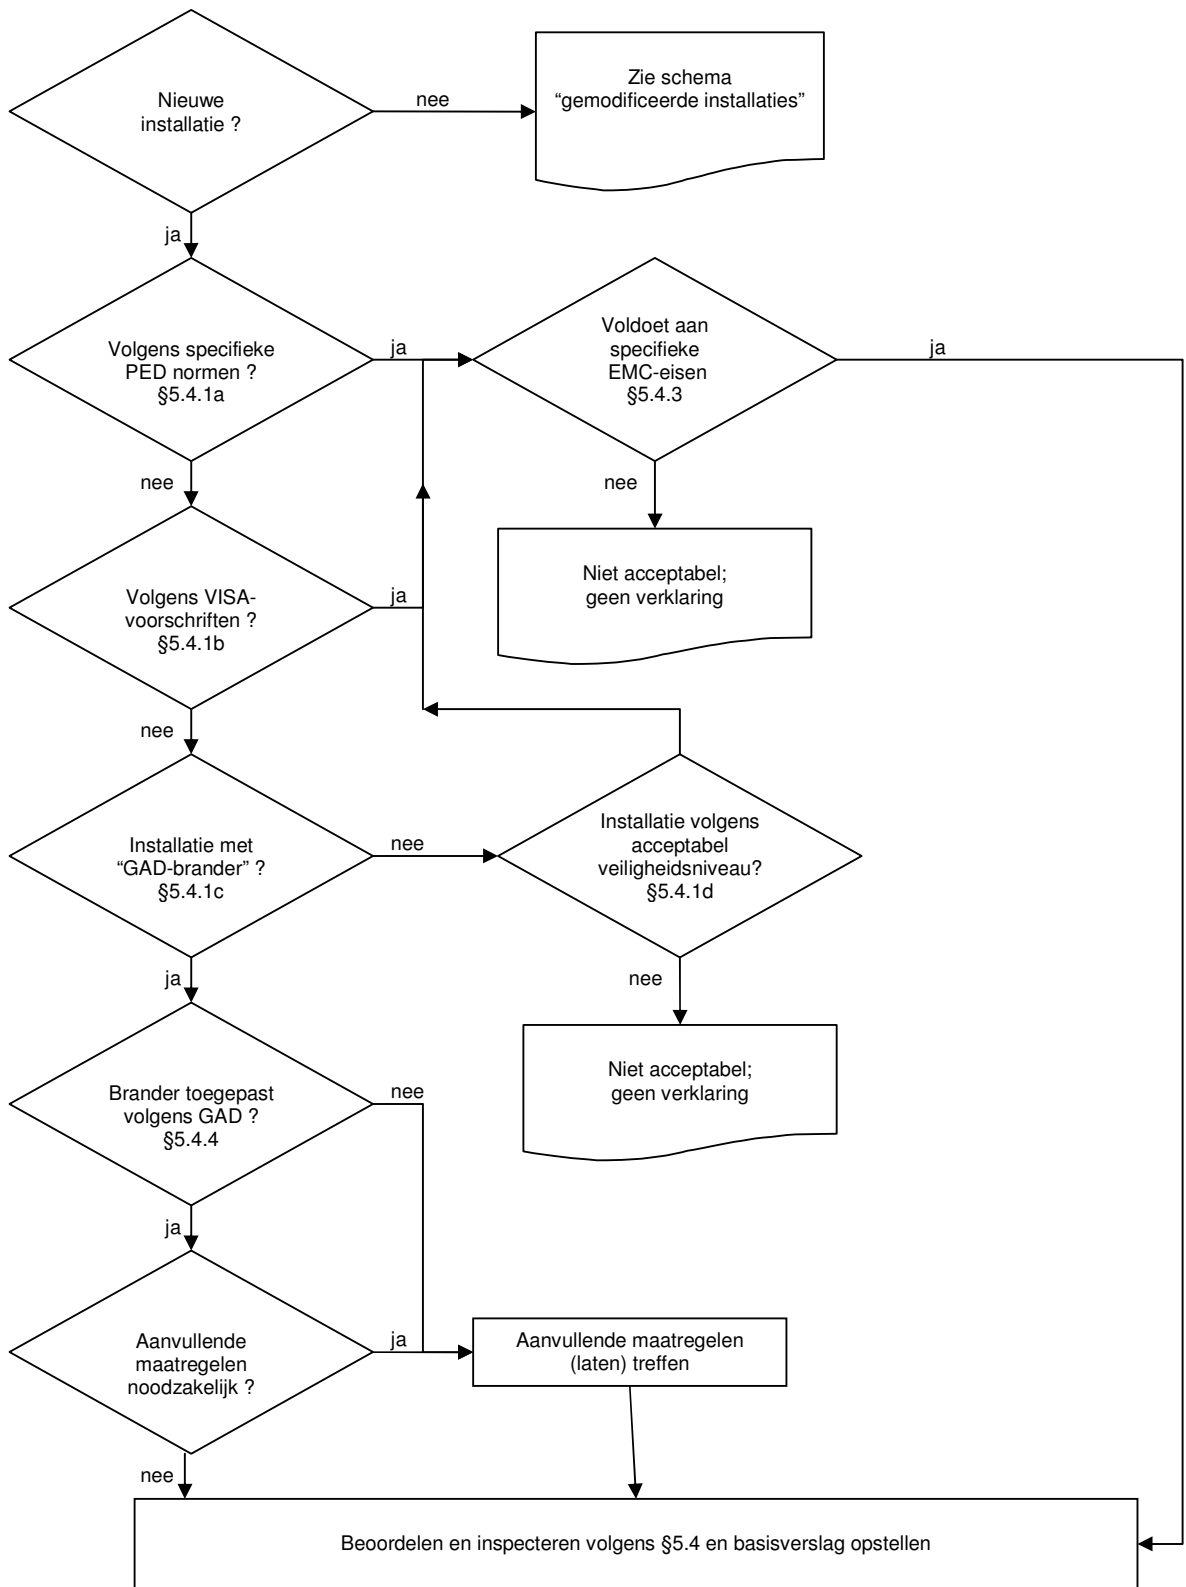 Nieuwe
installatie ?
nee
Zie schema
“gemodificeerde installaties”
ja
Volgens specifieke
PED normen ?
§5.4.1a
ja
Voldoet aan
specifieke
EMC-eisen
§5.4.3
ja
nee
nee
Volgens VISA-
voorschriften ?
§5.4.1b
ja
Niet acceptabel;
geen verklaring
nee
Installatie met
“GAD-brander” ?
§5.4.1c
nee
Installatie volgens
acceptabel
veiligheidsniveau?
§5.4.1d
ja
nee
Brander toegepast
volgens GAD ?
§5.4.4
nee
Niet acceptabel;
geen verklaring
ja
Aanvullende
maatregelen
noodzakelijk ?
ja
Aanvullende maatregelen
(laten) treffen
nee
Beoordelen en inspecteren volgens §5.4 en basisverslag opstellen